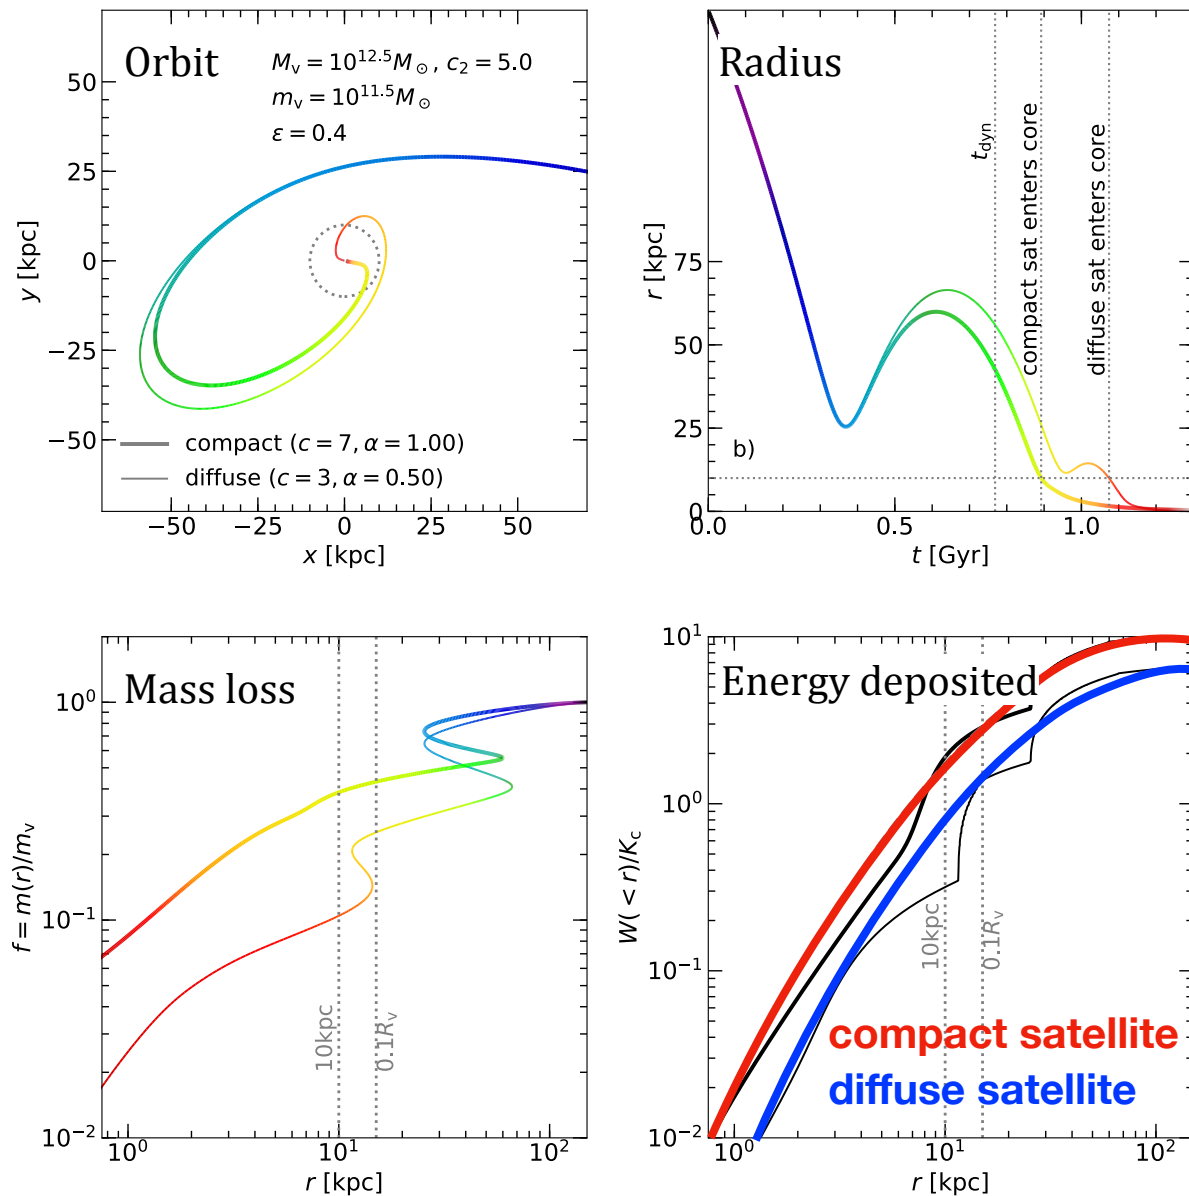 Orbit
M_v = 10^12.5 M_⊙, c_2 = 5.0
m_v = 10^11.5 M_⊙
ε = 0.4
50
25
0
−25
−50
y [kpc]
compact (c = 7, α = 1.00)
diffuse (c = 3, α = 0.50)
−50 −25 0 25 50
x [kpc]
Radius
t_dyn
compact sat enters core
diffuse sat enters core
75
50
25
0
r [kpc]
b)
0.0 0.5 1.0
t [Gyr]
Mass loss
10^0
10^−1
10^−2
f = m(r)/m_v
10kpc
0.1R_v
10^0 10^1 10^2
r [kpc]
Energy deposited
10^1
10^0
10^−1
10^−2
W(< r)/K_c
10kpc
0.1R_v
compact satellite
diffuse satellite
10^0 10^1 10^2
r [kpc]